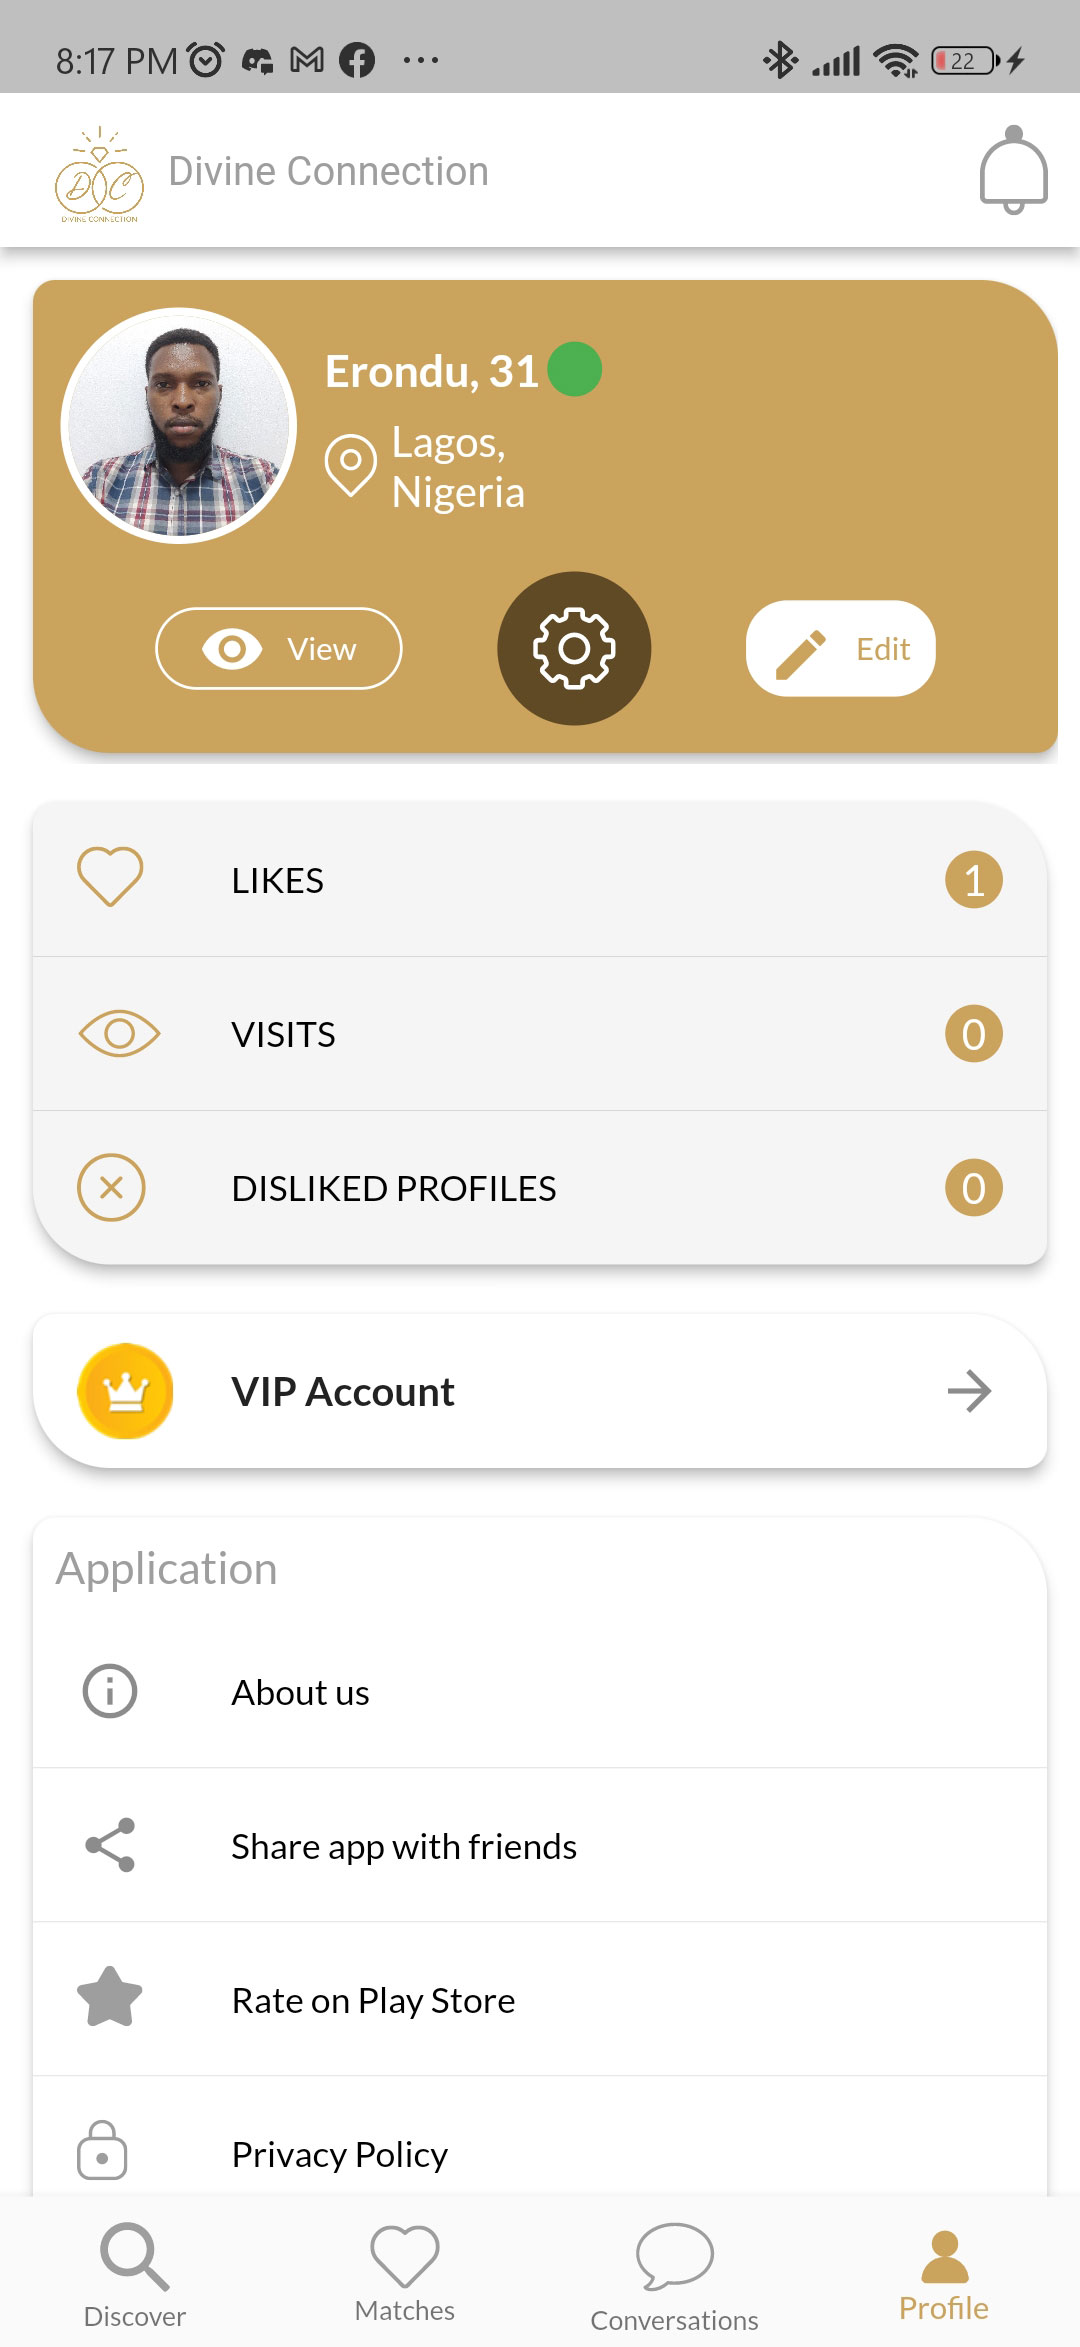 8:17 PM
22
DC
DIVINE CONNECTION
Divine Connection
Erondu, 31
Lagos,
Nigeria
View
Edit
LIKES
1
VISITS
0
DISLIKED PROFILES
0
VIP Account
Application
About us
Share app with friends
Rate on Play Store
Privacy Policy
Discover
Matches
Conversations
Profile